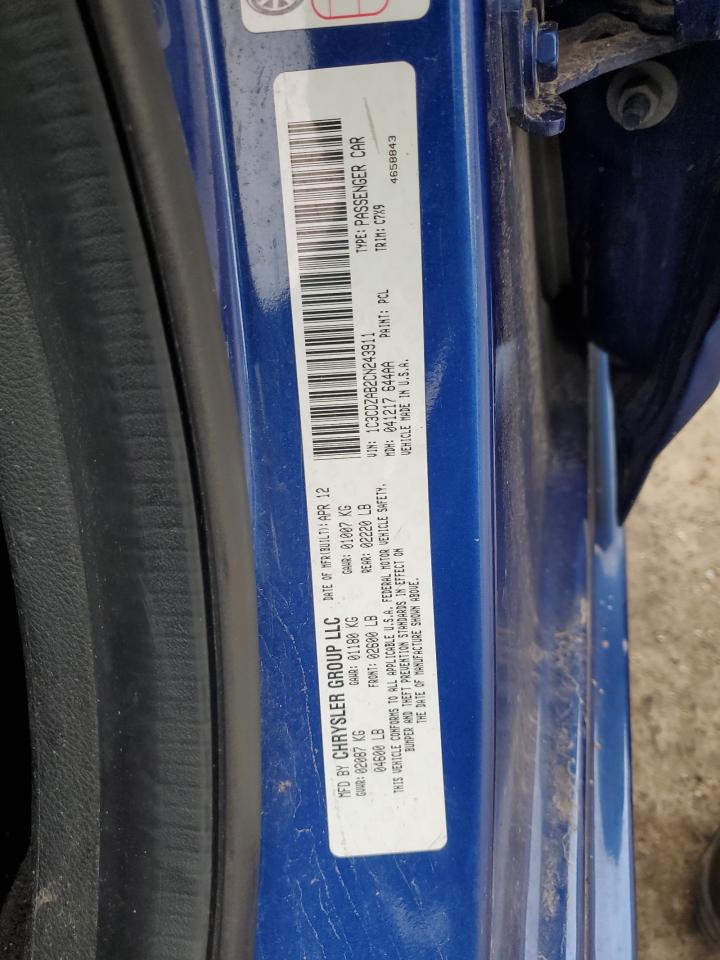 MFD BY CHRYSLER GROUP LLC
DATE OF MFR(BUILT): APR 12
GVWR: 02087 KG
GAWR: 01180 KG
GAWR: 01007 KG
04600 LB
FRONT: 02600 LB
REAR: 02220 LB
THIS VEHICLE CONFORMS TO ALL APPLICABLE U.S.A. FEDERAL MOTOR VEHICLE SAFETY,
BUMPER AND THEFT PREVENTION STANDARDS IN EFFECT ON
THE DATE OF MANUFACTURE SHOWN ABOVE.
VIN: 1C3CDZAB2CN243911
TYPE: PASSENGER CAR
MDH: 041217 644AA
PAINT: PCL
TRIM: C7X9
VEHICLE MADE IN U.S.A.
4658843